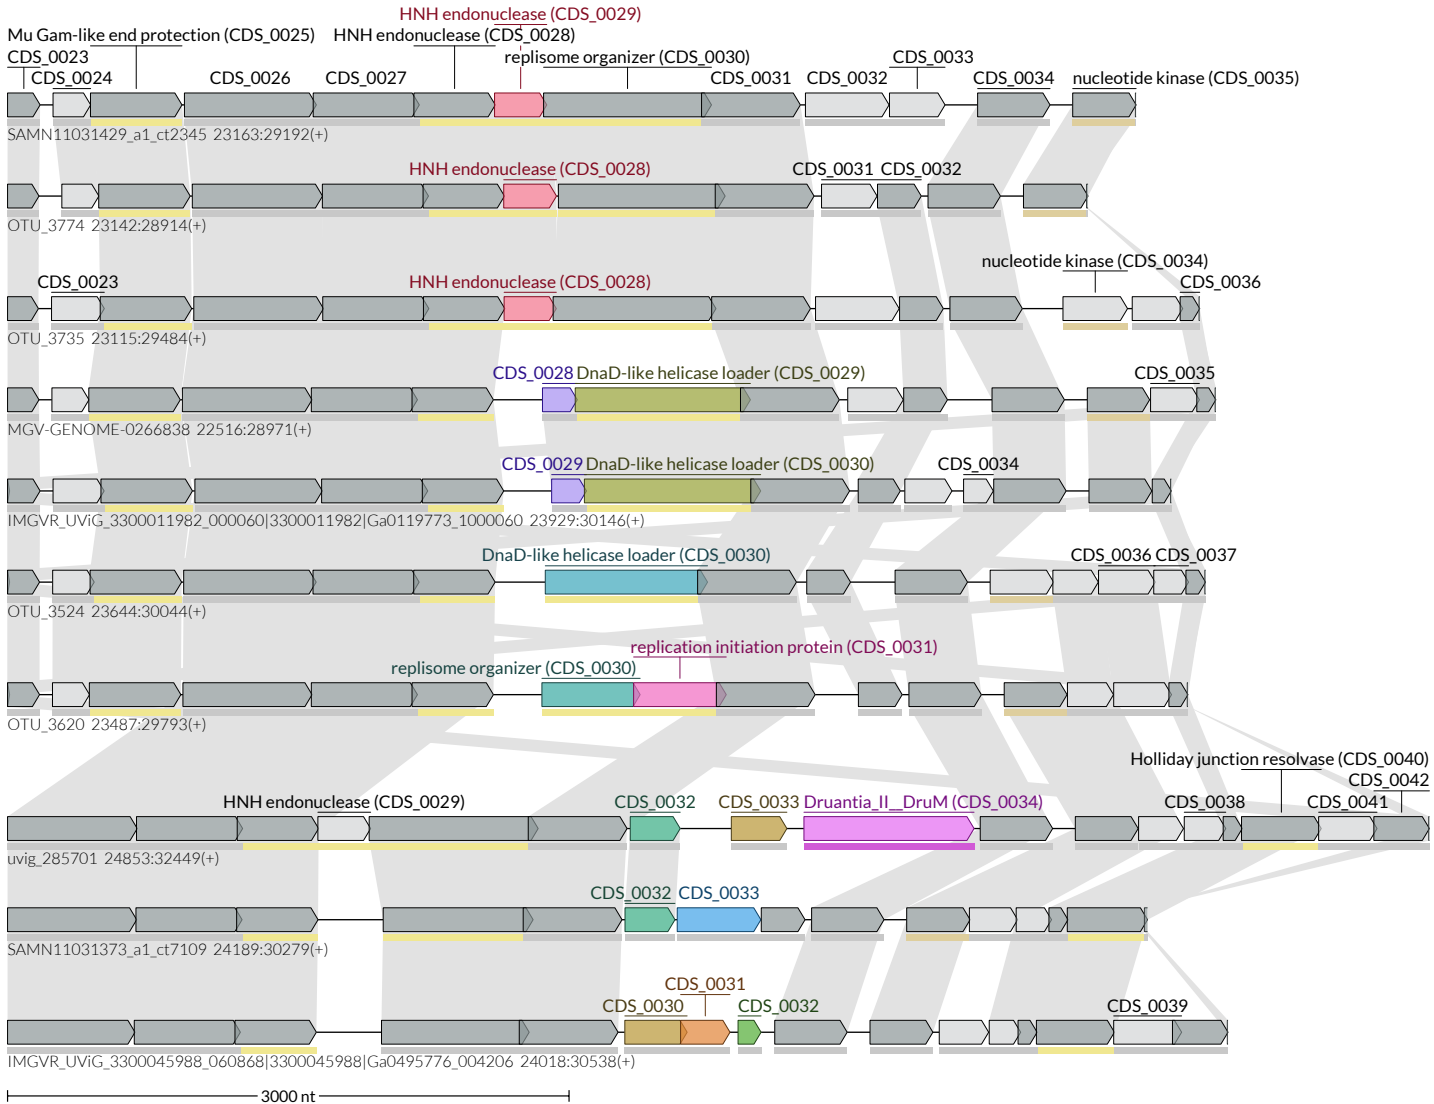 HNH endonuclease (CDS_0029)
Mu Gam-like end protection (CDS_0025) HNH endonuclease (CDS_0028)
CDS_0023 replisome organizer (CDS_0030) CDS_0033
CDS_0024 CDS_0026 CDS_0027 CDS_0031 CDS_0032 CDS_0034 nucleotide kinase (CDS_0035)
SAMN11031429_a1_ct2345 23163:29192(+)
HNH endonuclease (CDS_0028) CDS_0031 CDS_0032
OTU_3774 23142:28914(+)
nucleotide kinase (CDS_0034)
CDS_0023 HNH endonuclease (CDS_0028) CDS_0036
OTU_3735 23115:29484(+)
CDS_0028 DnaD-like helicase loader (CDS_0029) CDS_0035
MGV-GENOME-0266838 22516:28971(+)
CDS_0029 DnaD-like helicase loader (CDS_0030) CDS_0034
IMGVR_UViG_3300011982_000060|3300011982|Ga0119773_1000060 23929:30146(+)
DnaD-like helicase loader (CDS_0030) CDS_0036 CDS_0037
OTU_3524 23644:30044(+)
replication initiation protein (CDS_0031)
replisome organizer (CDS_0030)
OTU_3620 23487:29793(+)
Holliday junction resolvase (CDS_0040)
CDS_0042
HNH endonuclease (CDS_0029) CDS_0032 CDS_0033 Druantia_II__DruM (CDS_0034) CDS_0038 CDS_0041
uvig_285701 24853:32449(+)
CDS_0032 CDS_0033
SAMN11031373_a1_ct7109 24189:30279(+)
CDS_0031
CDS_0030 CDS_0032 CDS_0039
IMGVR_UViG_3300045988_060868|3300045988|Ga0495776_004206 24018:30538(+)
3000 nt